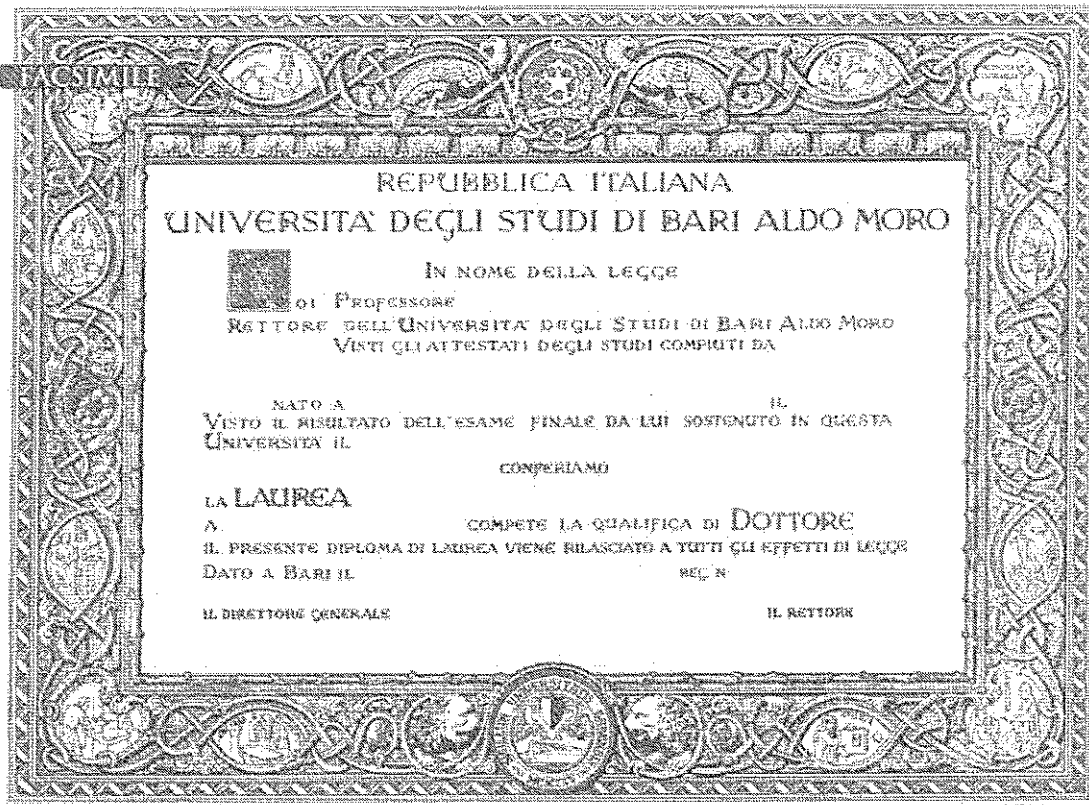 FACSIMILE
REPUBBLICA ITALIANA
UNIVERSITA' DEGLI STUDI DI BARI ALDO MORO
IN NOME DELLA LEGGE
NOI PROFESSORE
RETTORE DELL'UNIVERSITA' DEGLI STUDI DI BARI ALDO MORO
VISTI GLI ATTESTATI DEGLI STUDI COMPIUTI DA
NATO A IL
VISTO IL RISULTATO DELL'ESAME FINALE DA LUI SOSTENUTO IN QUESTA
UNIVERSITA' IL
CONFERIAMO
LA LAUREA
A COMPETE LA QUALIFICA DI DOTTORE
IL PRESENTE DIPLOMA DI LAUREA VIENE RILASCIATO A TUTTI GLI EFFETTI DI LEGGE
DATO A BARI IL REG. N
IL DIRETTORE GENERALE IL RETTORE